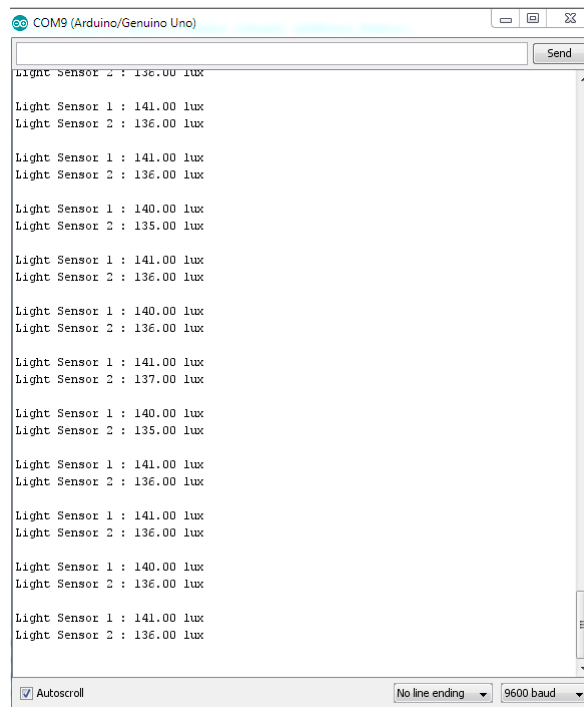 COM9 (Arduino/Genuino Uno)
Send
Light Sensor 2 : 136.00 lux
Light Sensor 1 : 141.00 lux
Light Sensor 2 : 136.00 lux
Light Sensor 1 : 141.00 lux
Light Sensor 2 : 136.00 lux
Light Sensor 1 : 140.00 lux
Light Sensor 2 : 135.00 lux
Light Sensor 1 : 141.00 lux
Light Sensor 2 : 136.00 lux
Light Sensor 1 : 140.00 lux
Light Sensor 2 : 136.00 lux
Light Sensor 1 : 141.00 lux
Light Sensor 2 : 137.00 lux
Light Sensor 1 : 140.00 lux
Light Sensor 2 : 135.00 lux
Light Sensor 1 : 141.00 lux
Light Sensor 2 : 136.00 lux
Light Sensor 1 : 141.00 lux
Light Sensor 2 : 136.00 lux
Light Sensor 1 : 140.00 lux
Light Sensor 2 : 136.00 lux
Light Sensor 1 : 141.00 lux
Light Sensor 2 : 136.00 lux
Autoscroll No line ending 9600 baud